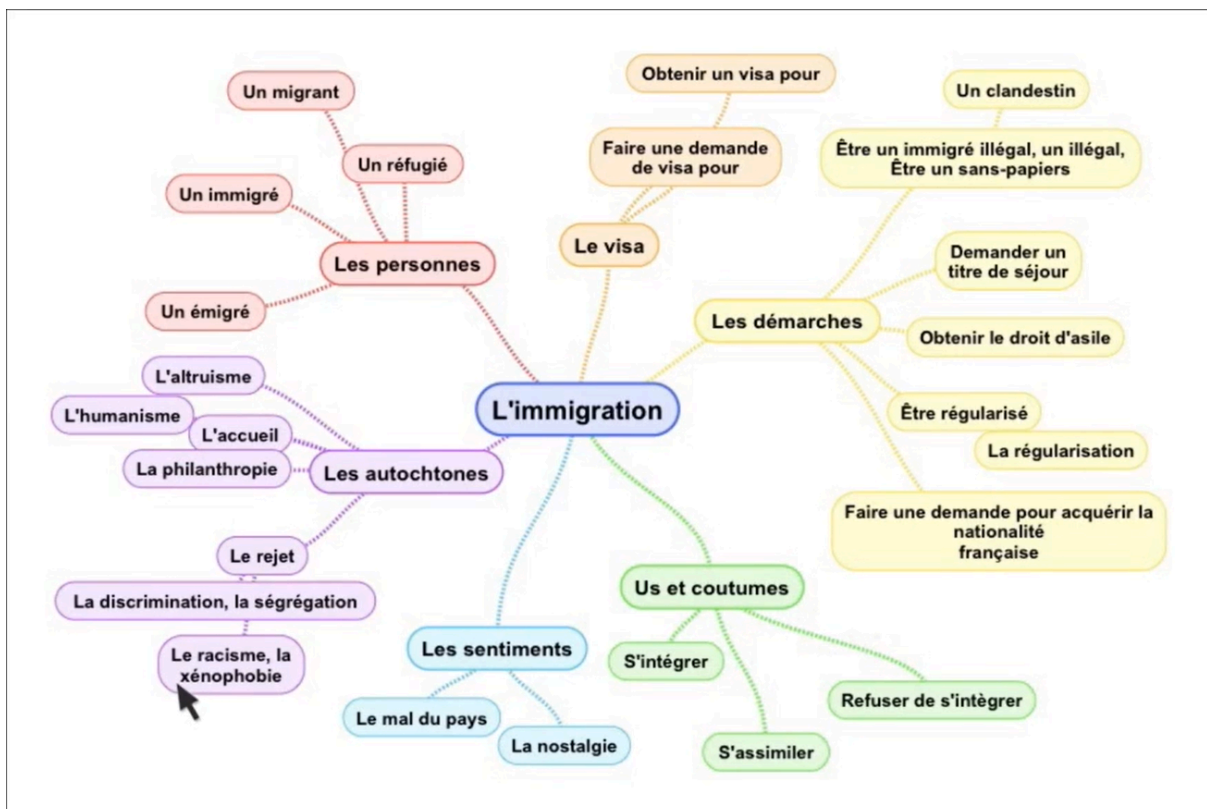 Obtenir un visa pour
Un migrant
Un clandestin
Faire une demande
de visa pour
Être un immigré illégal, un illégal,
Être un sans-papiers
Un réfugié
Un immigré
Le visa
Les personnes
Demander un
titre de séjour
Un émigré
Les démarches
Obtenir le droit d'asile
L'altruisme
L'humanisme
L'accueil
L'immigration
Être régularisé
La régularisation
La philanthropie
Les autochtones
Faire une demande pour acquérir la
nationalité
française
Le rejet
La discrimination, la ségrégation
Us et coutumes
Le racisme, la
xénophobie
Les sentiments
S'intégrer
Refuser de s'intègrer
Le mal du pays
La nostalgie
S'assimiler